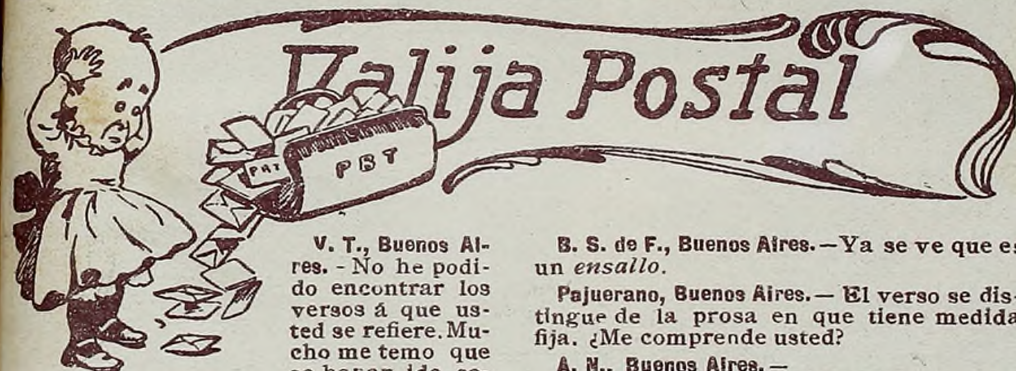 Valija Postal
PBT
PBT
V. T., Buenos Ai-
res. - No he podi-
do encontrar los
versos á que us-
ted se refiere. Mu-
cho me temo que
B. S. de F., Buenos Aires.—Ya se ve que es
un ensallo.
Pajuerano, Buenos Aires.— El verso se dis-
tingue de la prosa en que tiene medida
fija. ¿Me comprende usted?
A. N., Buenos Aires.—